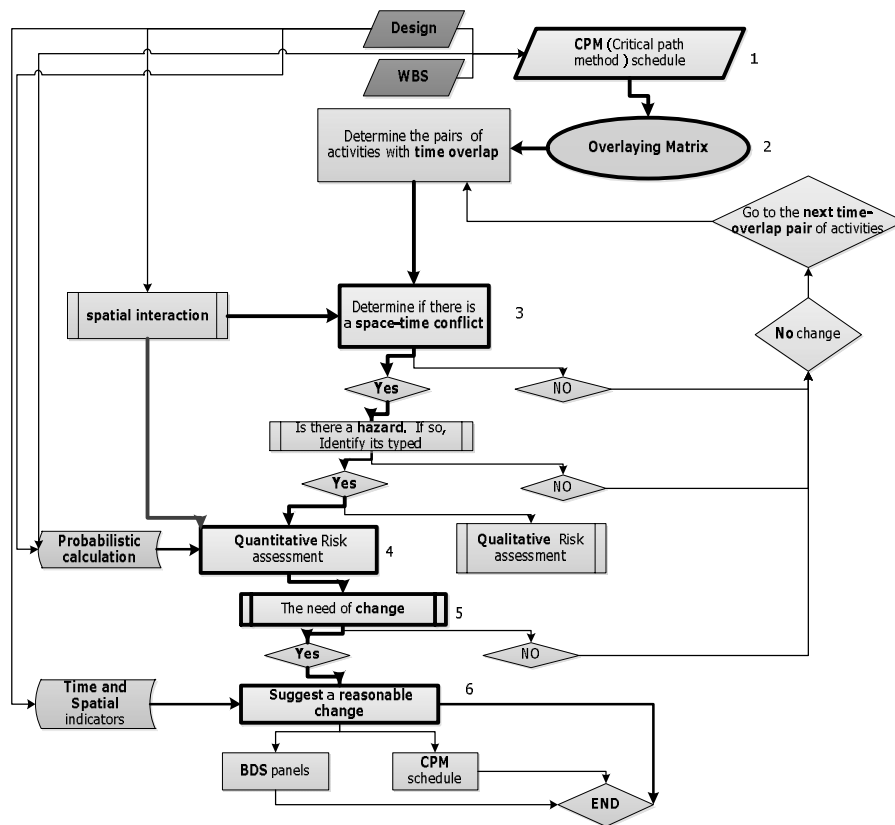 Design
CPM (Critical path
method ) schedule
1
WBS
Determine the pairs of
activities with time overlap
Overlaying Matrix
2
Go to the next time-
overlap pair of activities
spatial interaction
Determine if there is
a space-time conflict
3
No change
Yes
NO
Is there a hazard. If so,
Identify its typed
Yes
NO
Probabilistic
calculation
Quantitative Risk
assessment
4
Qualitative Risk
assessment
The need of change
5
Yes
NO
Time and
Spatial
indicators
Suggest a reasonable
change
6
BDS panels
CPM
schedule
END